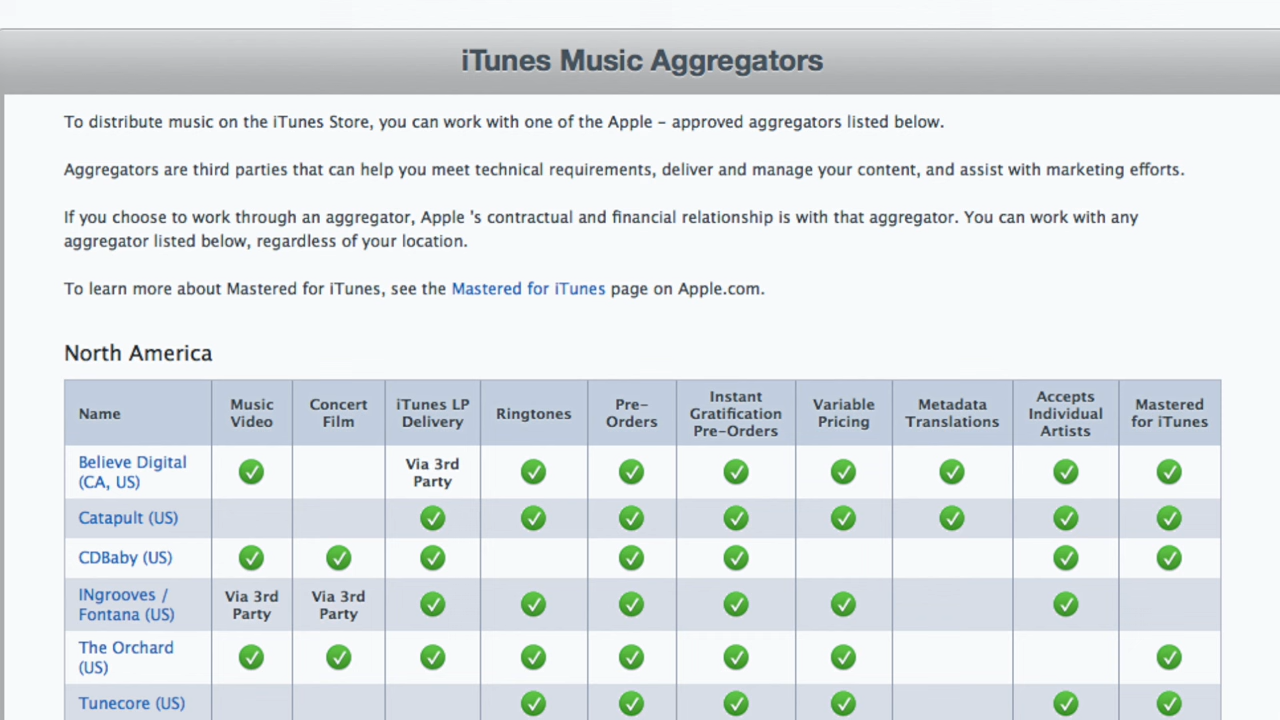 iTunes Music Aggregators
To distribute music on the iTunes Store, you can work with one of the Apple – approved aggregators listed below.
Aggregators are third parties that can help you meet technical requirements, deliver and manage your content, and assist with marketing efforts.
If you choose to work through an aggregator, Apple 's contractual and financial relationship is with that aggregator. You can work with any
aggregator listed below, regardless of your location.
To learn more about Mastered for iTunes, see the Mastered for iTunes page on Apple.com.
North America
Name
Music
Video
Concert
Film
iTunes LP
Delivery
Ringtones
Pre-
Orders
Instant
Gratification
Pre-Orders
Variable
Pricing
Metadata
Translations
Accepts
Individual
Artists
Mastered
for iTunes
Believe Digital
(CA, US)
Via 3rd
Party
Catapult (US)
CDBaby (US)
INgrooves /
Fontana (US)
Via 3rd
Party
Via 3rd
Party
The Orchard
(US)
Tunecore (US)